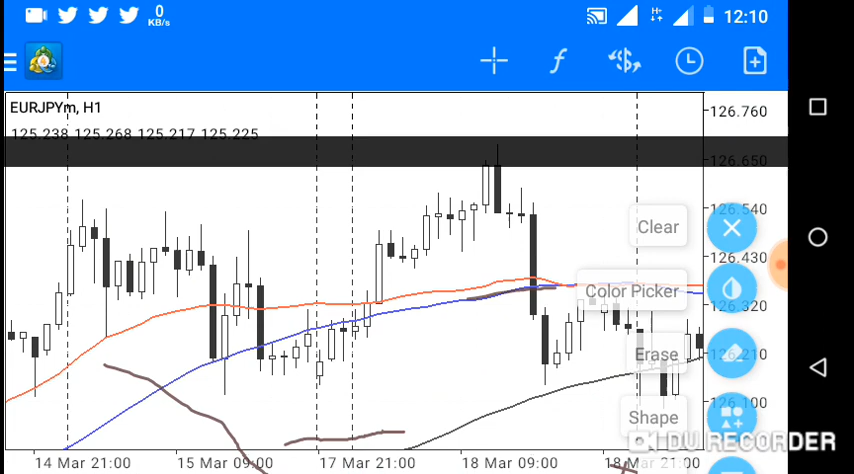 0 KB/s
H+
12:10
f
$
EURJPYm, H1
125.238 125.268 125.217 125.225
126.760
126.650
126.540
126.430
126.320
126.210
126.100
Clear
Color Picker
Erase
Shape
DU RECORDER
14 Mar 21:00
15 Mar 09:00
17 Mar 21:00
18 Mar 09:00
18 Mar 21:00